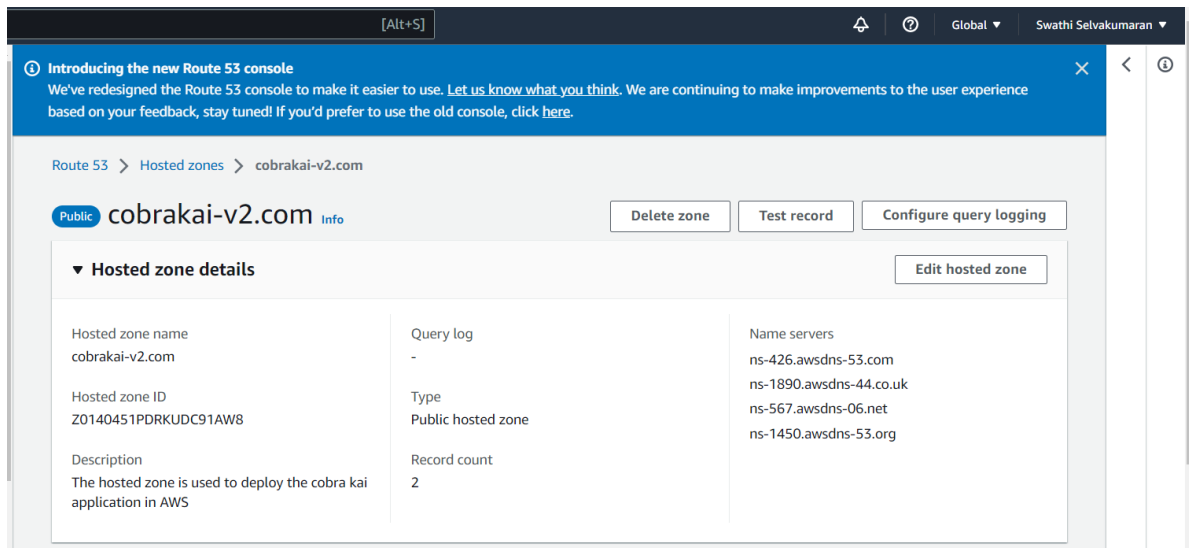 [Alt+S]
Global ▼
Swathi Selvakumaran ▼
Introducing the new Route 53 console
We've redesigned the Route 53 console to make it easier to use. Let us know what you think. We are continuing to make improvements to the user experience
based on your feedback, stay tuned! If you'd prefer to use the old console, click here.
Route 53 > Hosted zones > cobrakai-v2.com
Public cobrakai-v2.com Info
Delete zone
Test record
Configure query logging
▼ Hosted zone details
Edit hosted zone
Hosted zone name
cobrakai-v2.com
Hosted zone ID
Z0140451PDRKUDC91AW8
Description
The hosted zone is used to deploy the cobra kai
application in AWS
Query log
-
Type
Public hosted zone
Record count
2
Name servers
ns-426.awsdns-53.com
ns-1890.awsdns-44.co.uk
ns-567.awsdns-06.net
ns-1450.awsdns-53.org